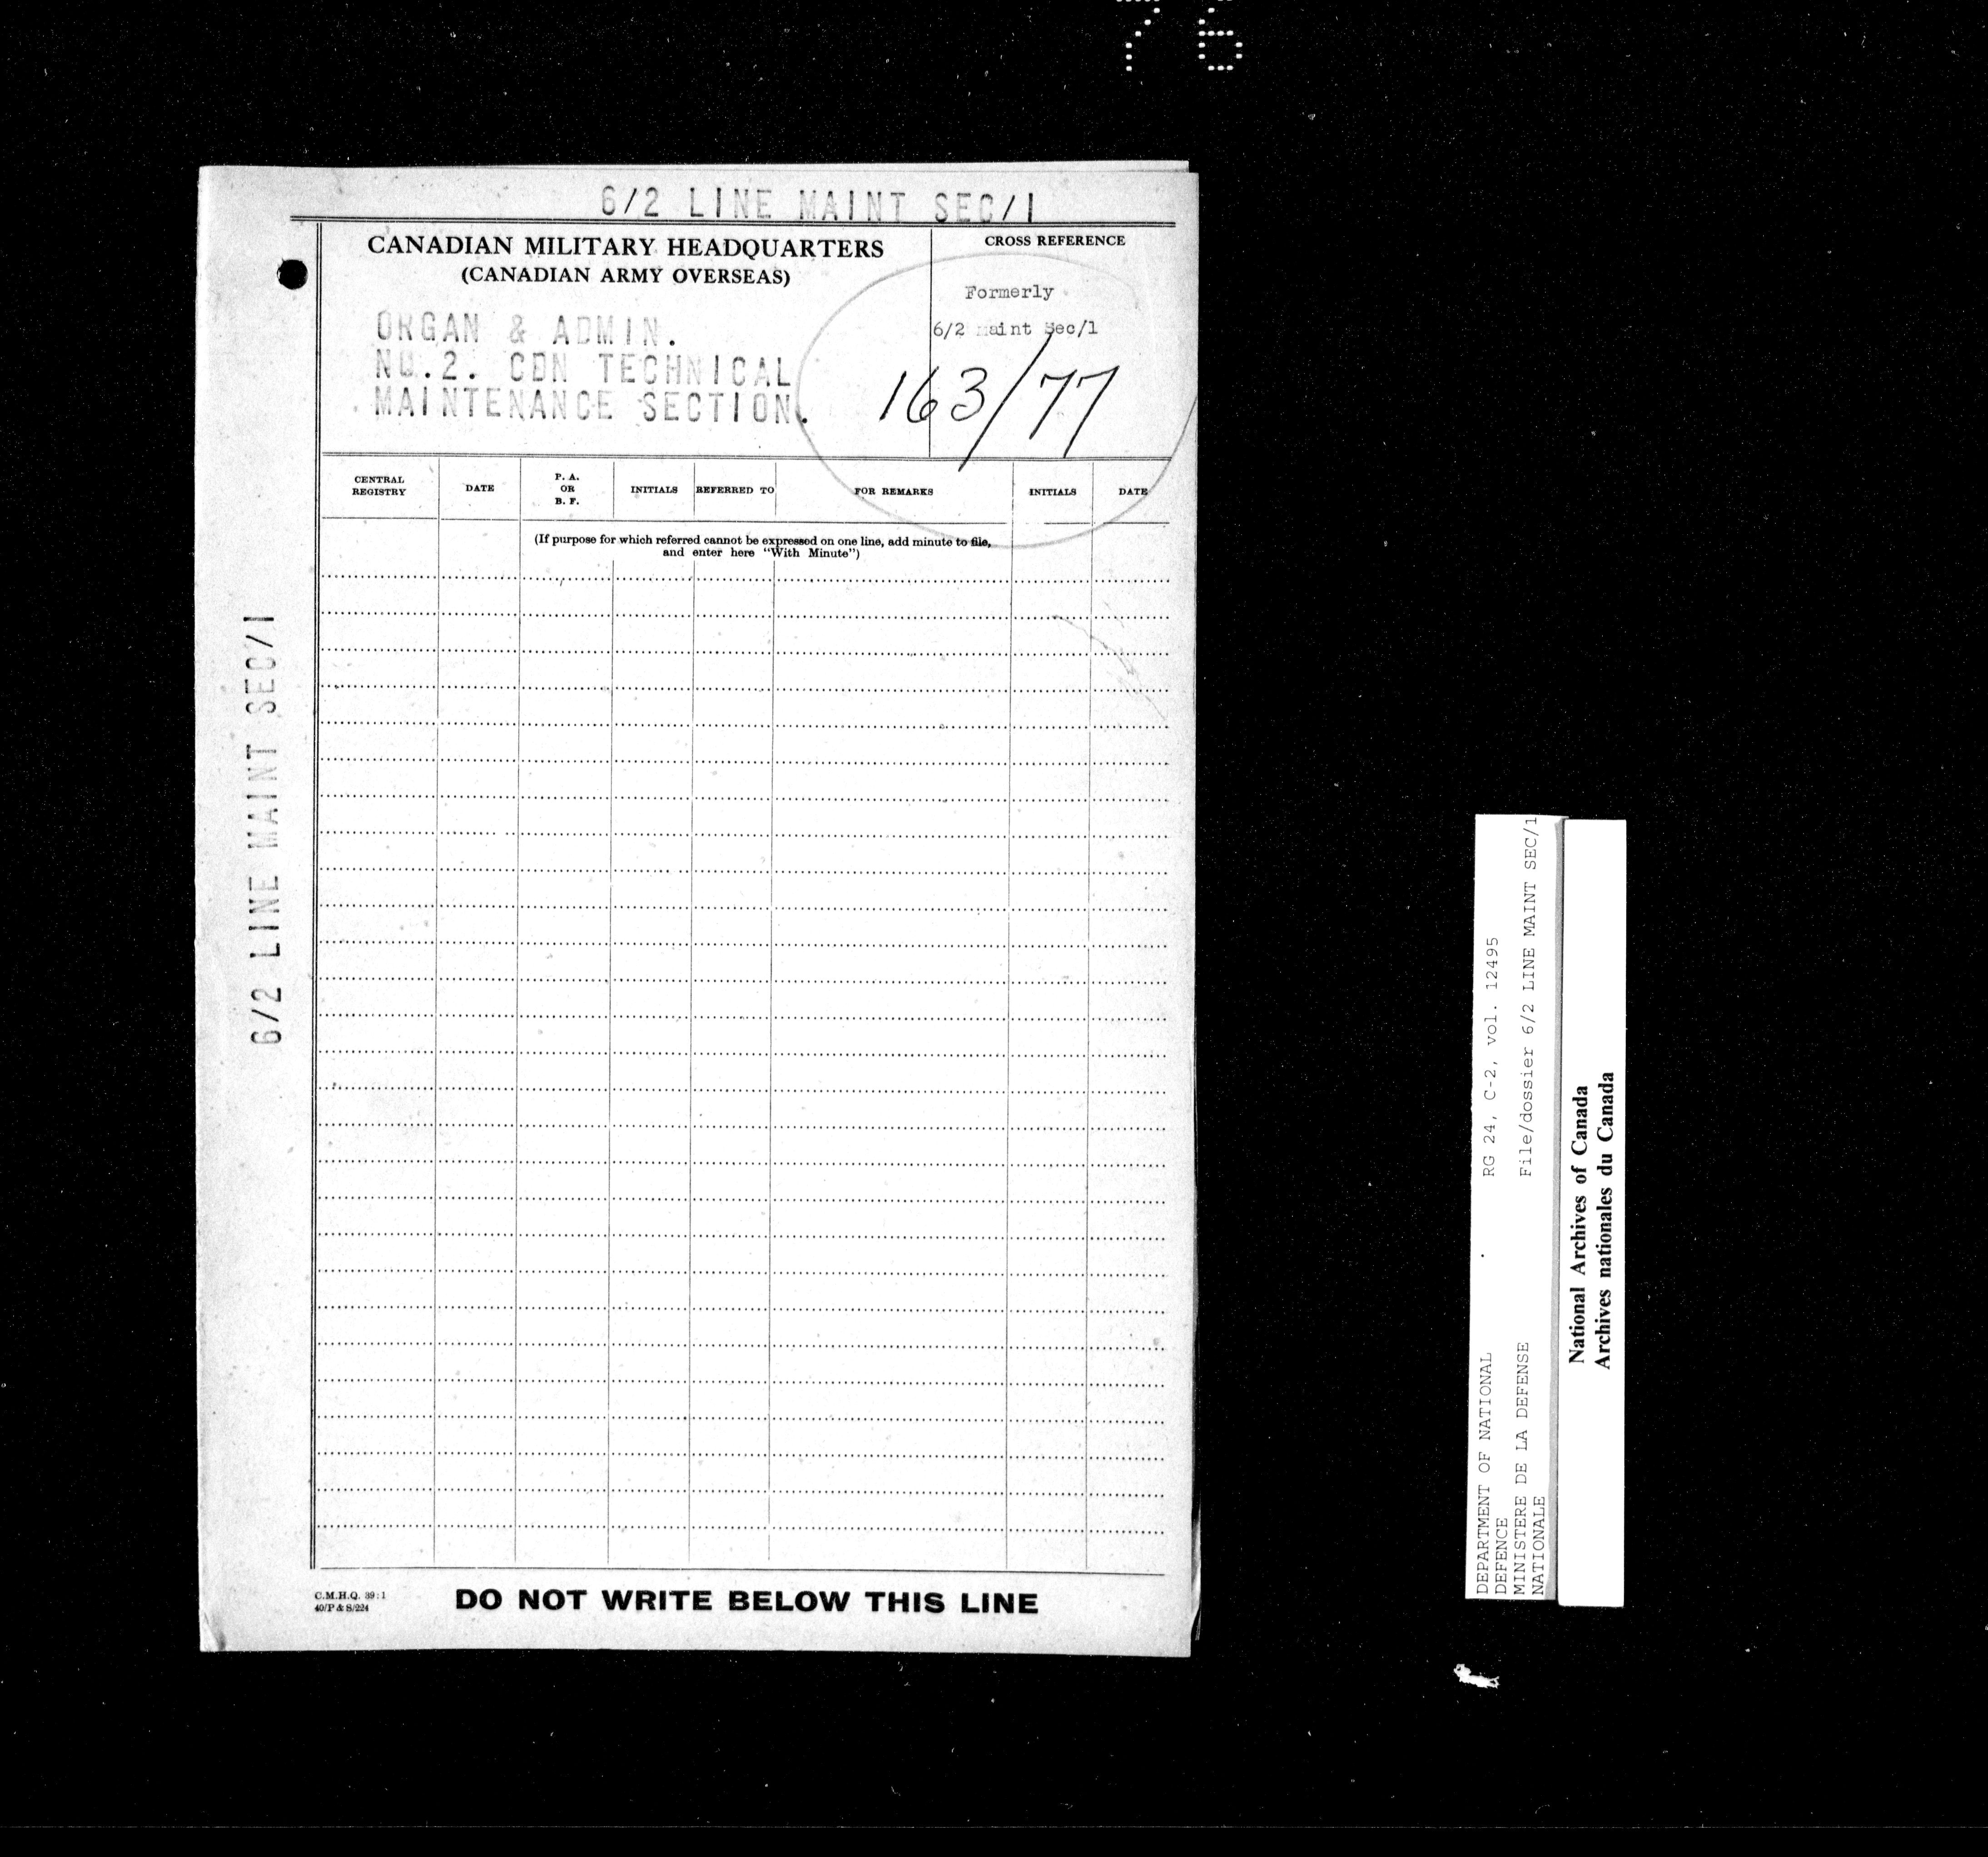 76
6/2 LINE MAINT SEC/1
CANADIAN MILITARY HEADQUARTERS
(CANADIAN ARMY OVERSEAS)
ORGAN & ADMIN.
NO.2. CDN TECHNICAL
MAINTENANCE SECTION.
CROSS REFERENCE
Formerly
6/2 Maint Sec/1
163/77
CENTRAL REGISTRY
DATE
P. A. OR B. F.
INITIALS
REFERRED TO
FOR REMARKS
INITIALS
DATE
(If purpose for which referred cannot be expressed on one line, add minute to file,
and enter here "With Minute")
6/2 LINE MAINT SEC/1
C.M.H.Q. 39:1
40/P & S/224
DO NOT WRITE BELOW THIS LINE
DEPARTMENT OF NATIONAL
DEFENCE
MINISTERE DE LA DEFENSE
NATIONALE
RG 24, C-2, vol. 12495
File/dossier 6/2 LINE MAINT SEC/1
National Archives of Canada
Archives nationales du Canada